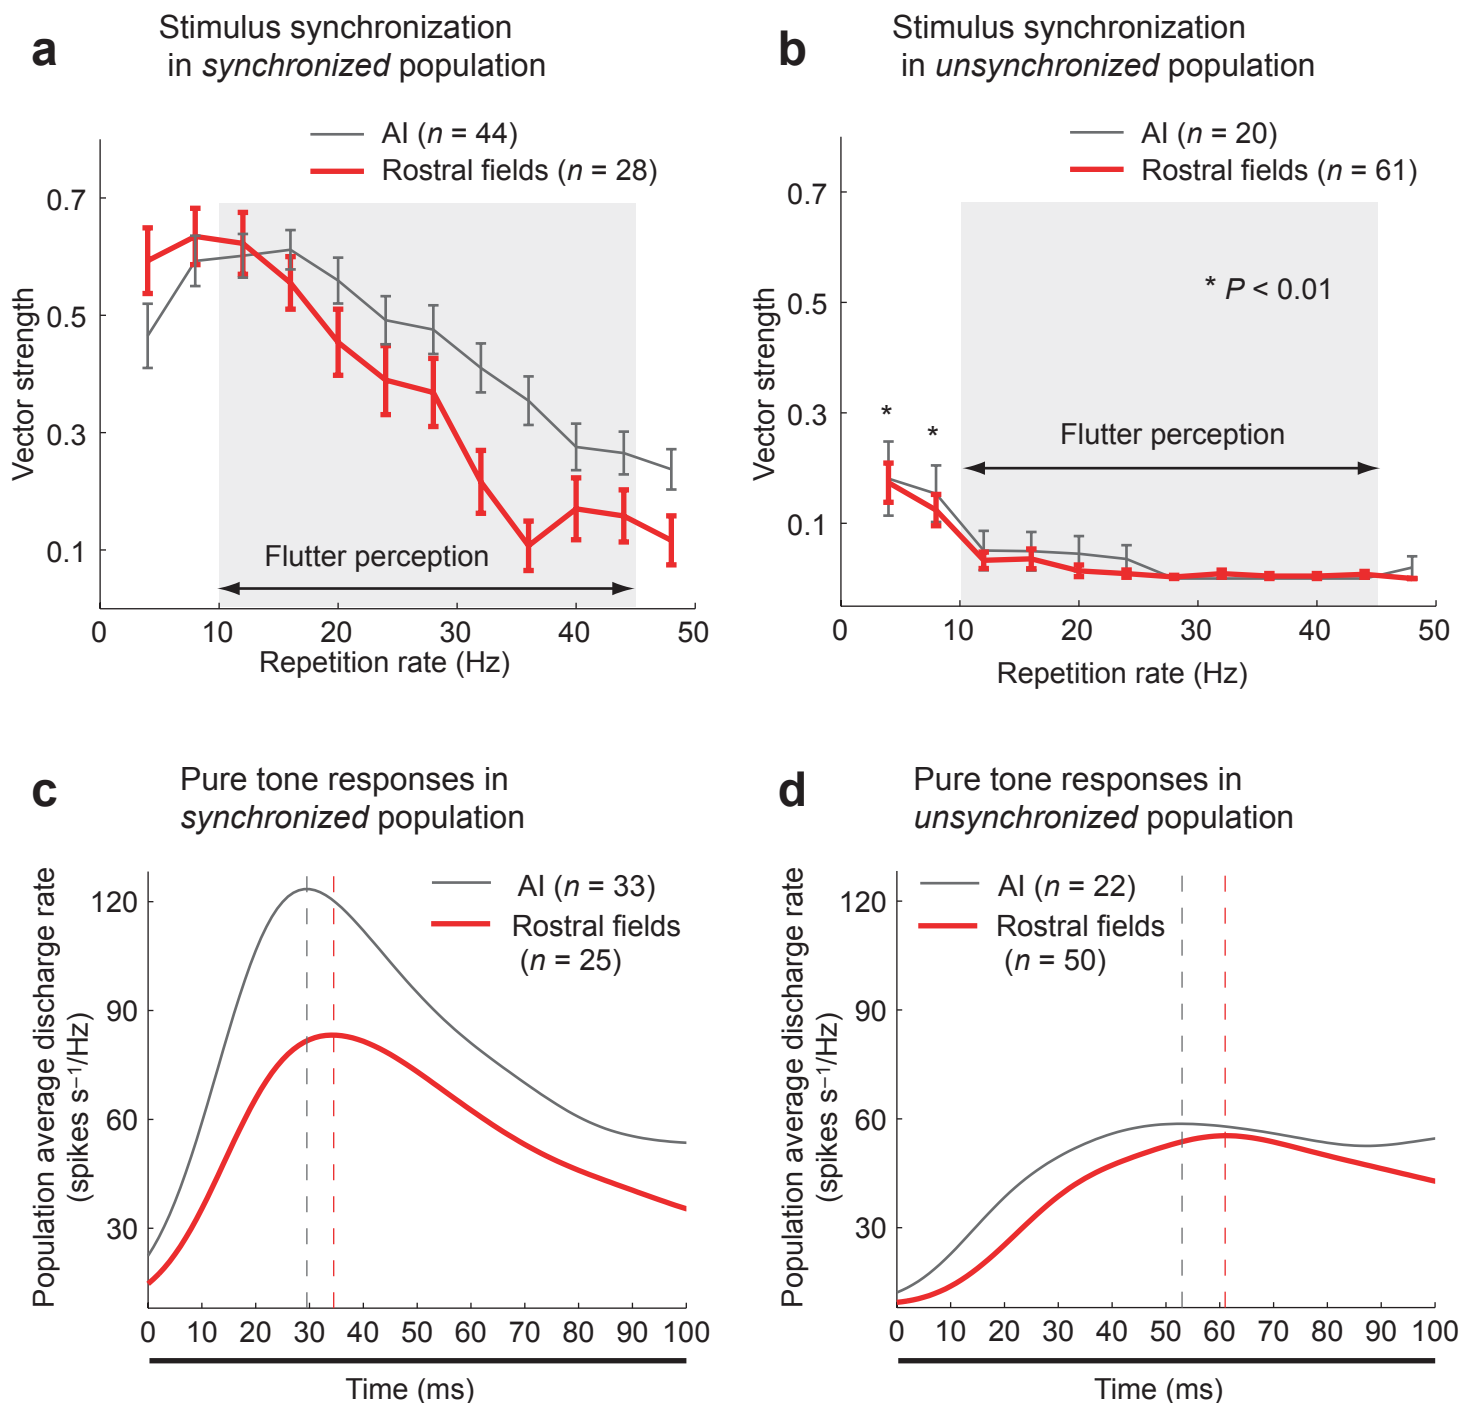 a
Stimulus synchronization
in synchronized population
AI (n = 44)
Rostral fields (n = 28)
0.7
0.5
0.3
0.1
Vector strength
Flutter perception
0 10 20 30 40 50
Repetition rate (Hz)
b
Stimulus synchronization
in unsynchronized population
AI (n = 20)
Rostral fields (n = 61)
0.7
0.5
0.3
0.1
Vector strength
* P < 0.01
* *
Flutter perception
0 10 20 30 40 50
Repetition rate (Hz)
c
Pure tone responses in
synchronized population
AI (n = 33)
Rostral fields
(n = 25)
120
90
60
30
Population average discharge rate
(spikes s⁻¹/Hz)
0 10 20 30 40 50 60 70 80 90 100
Time (ms)
d
Pure tone responses in
unsynchronized population
AI (n = 22)
Rostral fields
(n = 50)
120
90
60
30
Population average discharge rate
(spikes s⁻¹/Hz)
0 10 20 30 40 50 60 70 80 90 100
Time (ms)